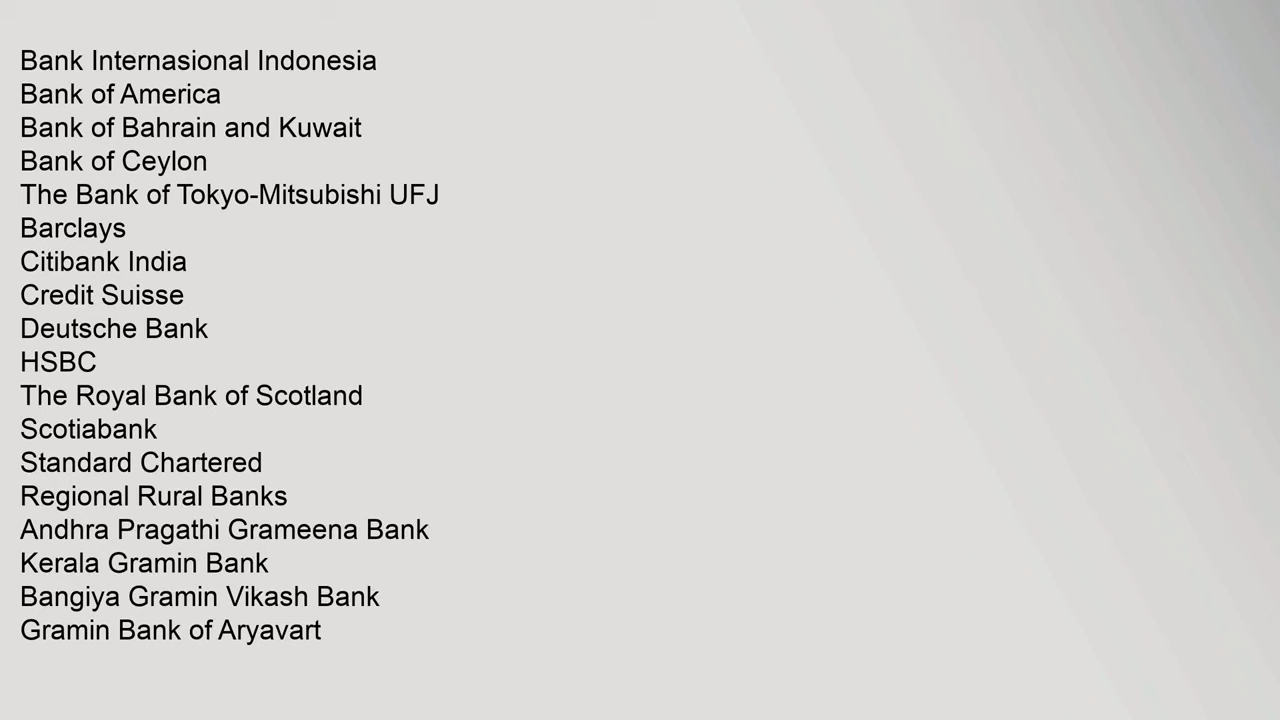 Bank Internasional Indonesia
Bank of America
Bank of Bahrain and Kuwait
Bank of Ceylon
The Bank of Tokyo-Mitsubishi UFJ
Barclays
Citibank India
Credit Suisse
Deutsche Bank
HSBC
The Royal Bank of Scotland
Scotiabank
Standard Chartered
Regional Rural Banks
Andhra Pragathi Grameena Bank
Kerala Gramin Bank
Bangiya Gramin Vikash Bank
Gramin Bank of Aryavart